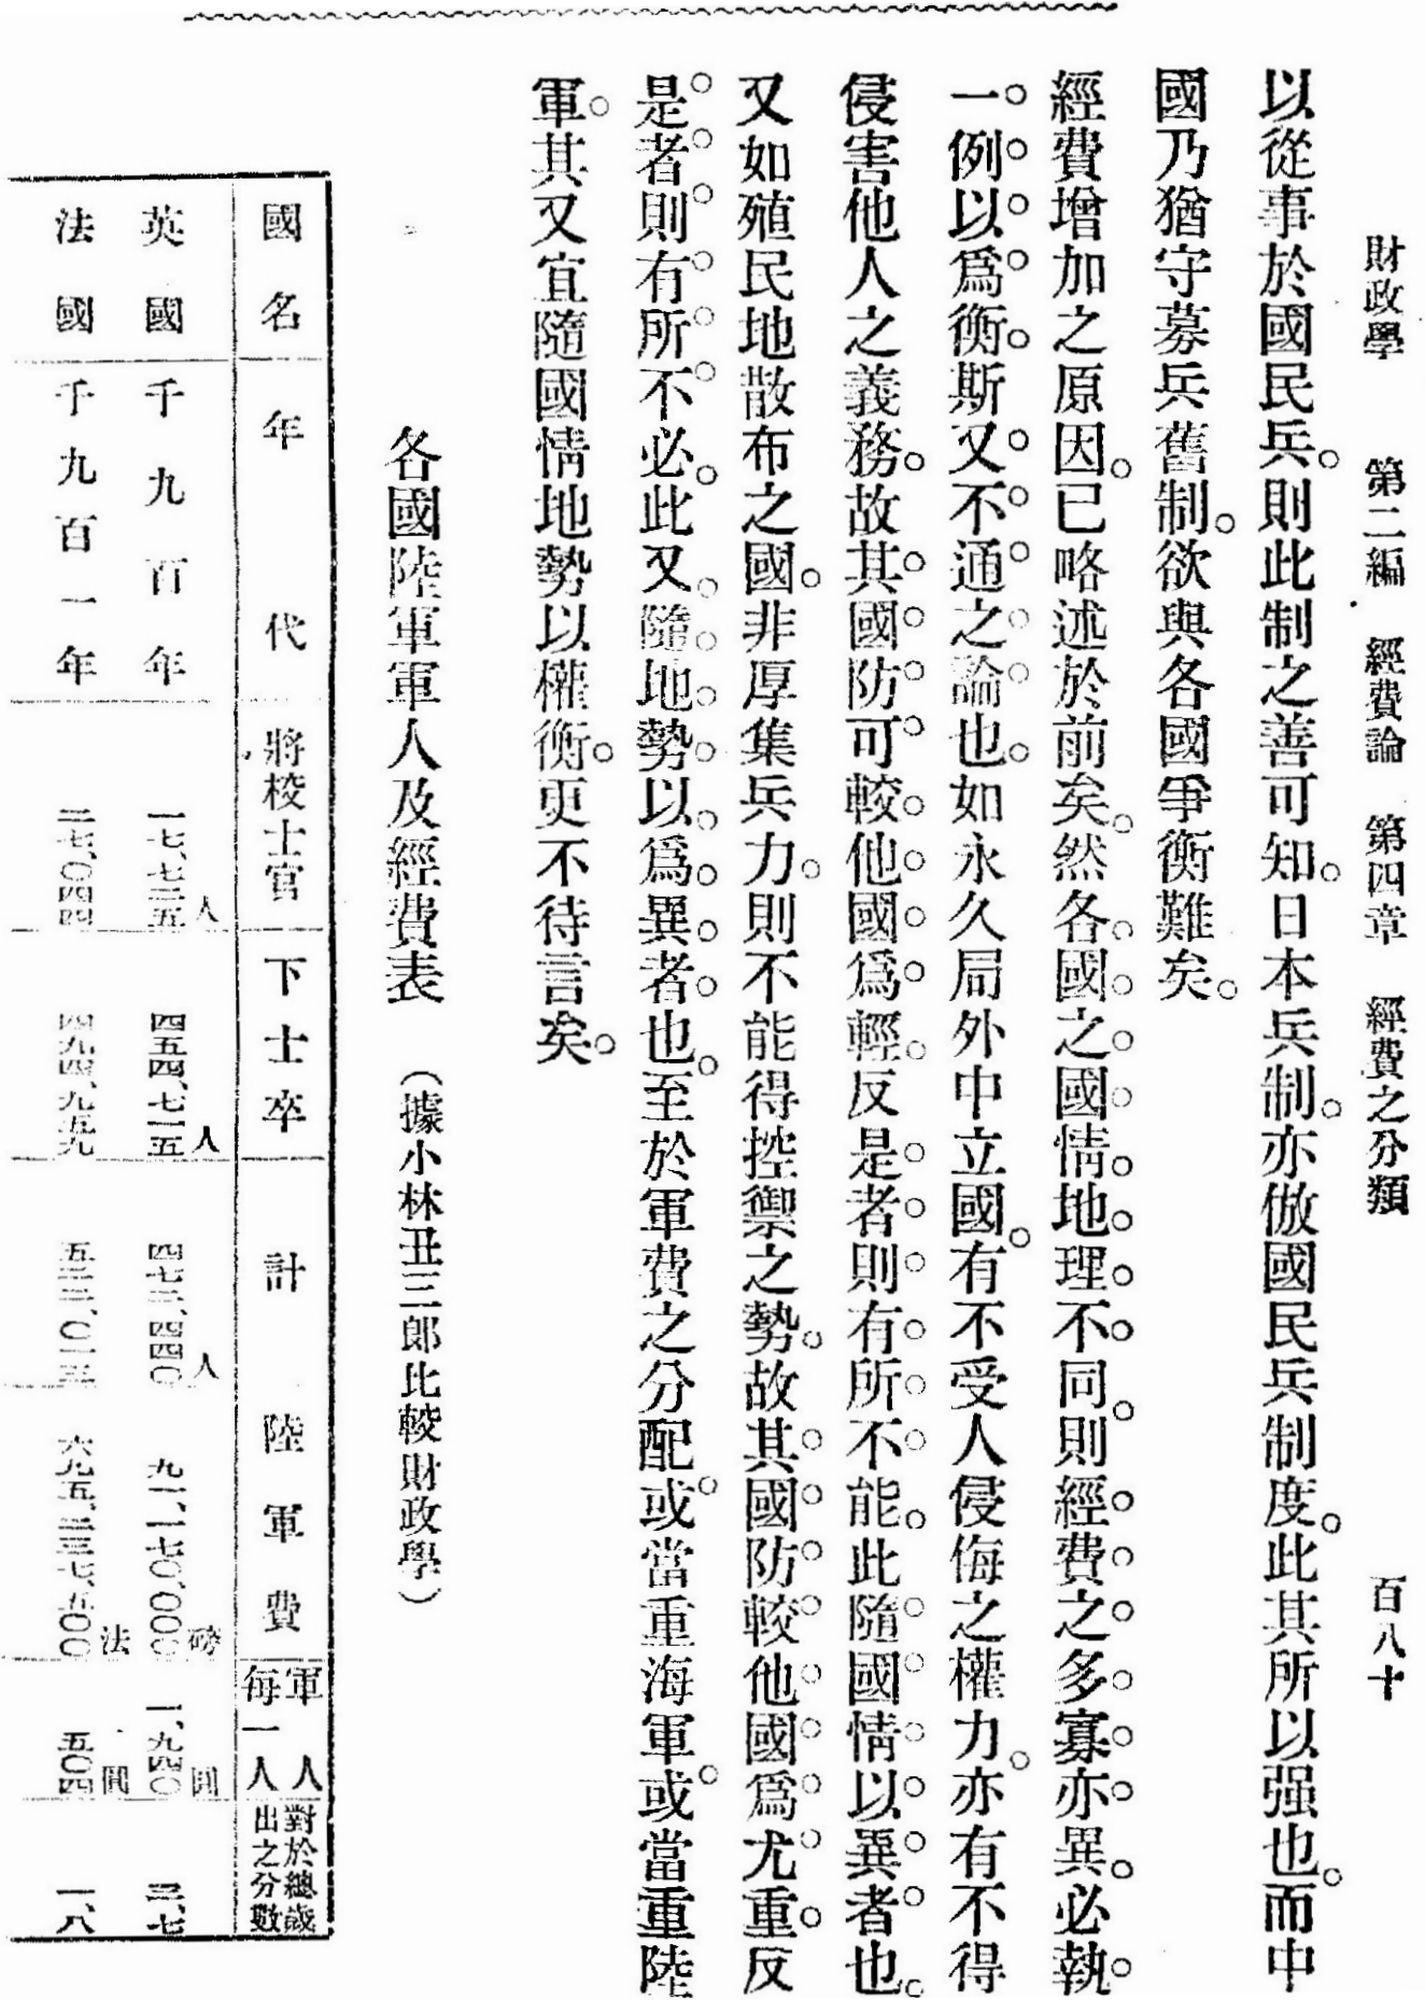 財政學　第二編　經費論　第四章　經費之分類　百八十
以從事於國民兵。則此制之善可知。日本兵制。亦倣國民兵制度。此其所以强也。而中
國乃猶守募兵舊制。欲與各國爭衡難矣。
經費增加之原因。已略述於前矣。然各國之國情地理不同。則經費之多寡亦異。必執
一例以爲衡。斯又不通之論也。如永久局外中立國。有不受人侵侮之權力。亦有不得
侵害他人之義務。故其國防可較他國爲輕。反是者則有所不能。此隨國情以異者也。
又如殖民地散布之國。非厚集兵力。則不能得控禦之勢。故其國防較他國爲尤重。反
是者則有所不必。此又隨地勢以爲異者也。至於軍費之分配。或當重海軍。或當重陸
軍。其又宜隨國情地勢以權衡。更不待言矣。
各國陸軍軍人及經費表　（據小林丑三郎比較財政學）
國名　年代　將校士官　下士卒　計　陸軍費　軍人每一人　對於總歲出之分數
英國　千九百年　一七、七二五人　四五四、七一五人　四七二、四四〇人　九一、一七〇、〇〇〇磅　一、九四〇圓　三、七
法國　千九百一年　二七、〇四四　四九四、九五九　五二二、〇一三　六九五、二三七、五〇〇法　五〇四圓　一、八